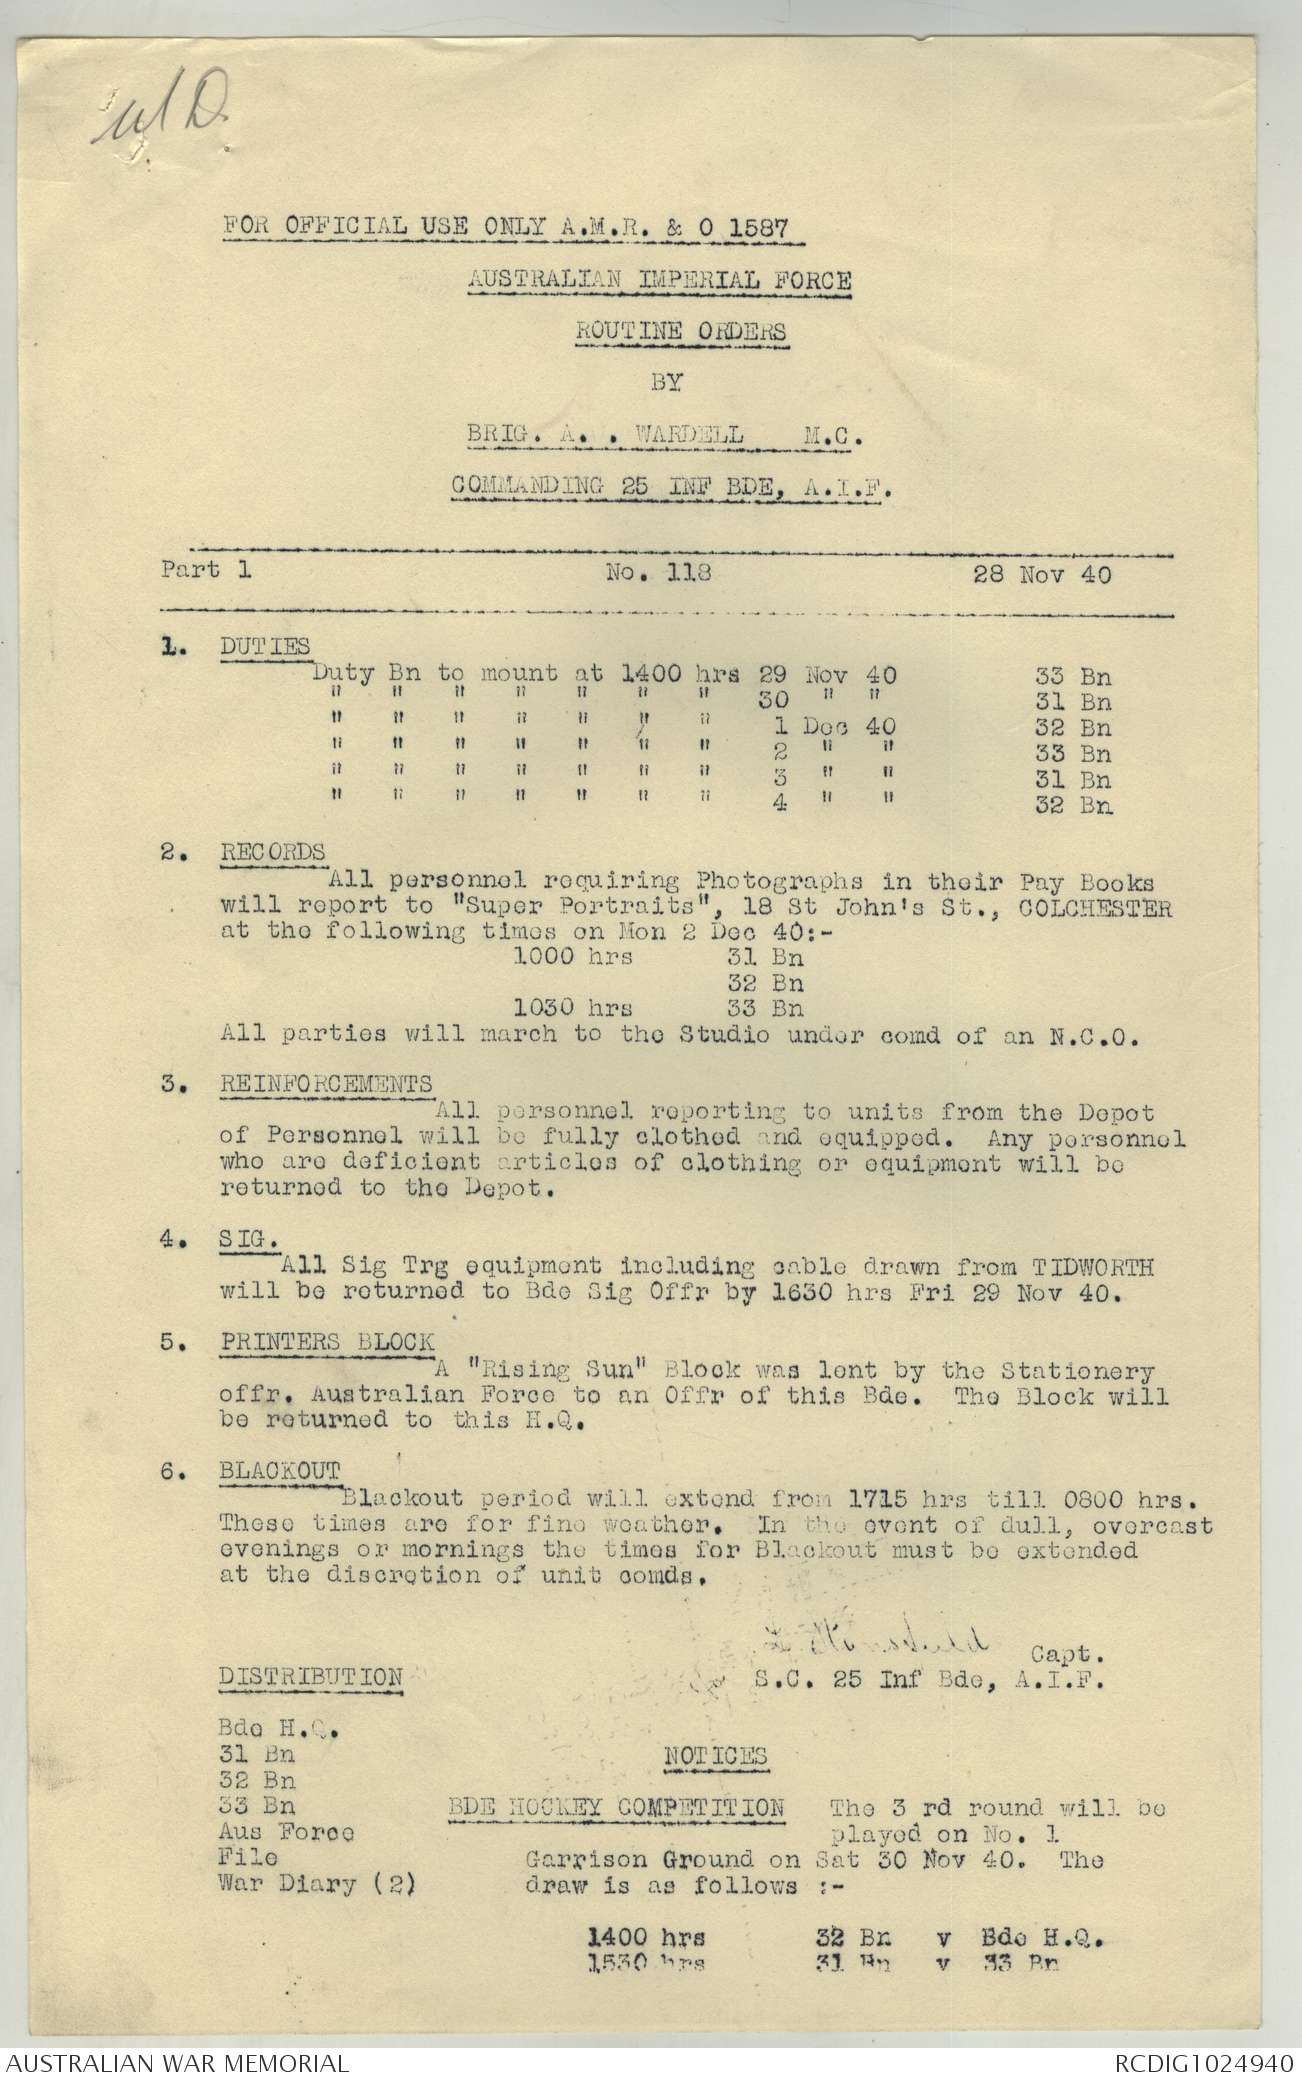 WD.
FOR OFFICIAL USE ONLY A.M.R. & O 1587
AUSTRALIAN IMPERIAL FORCE
ROUTINE ORDERS
BY
BRIG. A. . WARDELL M.C.
COMMANDING 25 INF BDE, A.I.F.
Part 1 No. 118 28 Nov 40
1. DUTIES
Duty Bn to mount at 1400 hrs 29 Nov 40 33 Bn
" " " " " " " 30 " " 31 Bn
" " " " " " " 1 Dec 40 32 Bn
" " " " " " " 2 " " 33 Bn
" " " " " " " 3 " " 31 Bn
" " " " " " " 4 " " 32 Bn
2. RECORDS
All personnel requiring Photographs in their Pay Books
will report to "Super Portraits", 18 St John's St., COLCHESTER
at the following times on Mon 2 Dec 40:-
1000 hrs 31 Bn
32 Bn
1030 hrs 33 Bn
All parties will march to the Studio under comd of an N.C.O.
3. REINFORCEMENTS
All personnel reporting to units from the Depot
of Personnel will be fully clothed and equipped. Any personnel
who are deficient articles of clothing or equipment will be
returned to the Depot.
4. SIG.
All Sig Trg equipment including cable drawn from TIDWORTH
will be returned to Bde Sig Offr by 1630 hrs Fri 29 Nov 40.
5. PRINTERS BLOCK
A "Rising Sun" Block was lent by the Stationery
offr. Australian Force to an Offr of this Bde. The Block will
be returned to this H.Q.
6. BLACKOUT
Blackout period will extend from 1715 hrs till 0800 hrs.
These times are for fine weather. In the event of dull, overcast
evenings or mornings the times for Blackout must be extended
at the discretion of unit comds.
Capt.
S.C. 25 Inf Bde, A.I.F.
DISTRIBUTION
Bde H.Q.
31 Bn
32 Bn
33 Bn
Aus Force
File
War Diary (2)
NOTICES
BDE HOCKEY COMPETITION The 3 rd round will be
played on No. 1
Garrison Ground on Sat 30 Nov 40. The
draw is as follows :-
1400 hrs 32 Bn v Bde H.Q.
1530 hrs 31 Bn v 33 Bn
AUSTRALIAN WAR MEMORIAL RCDIG1024940